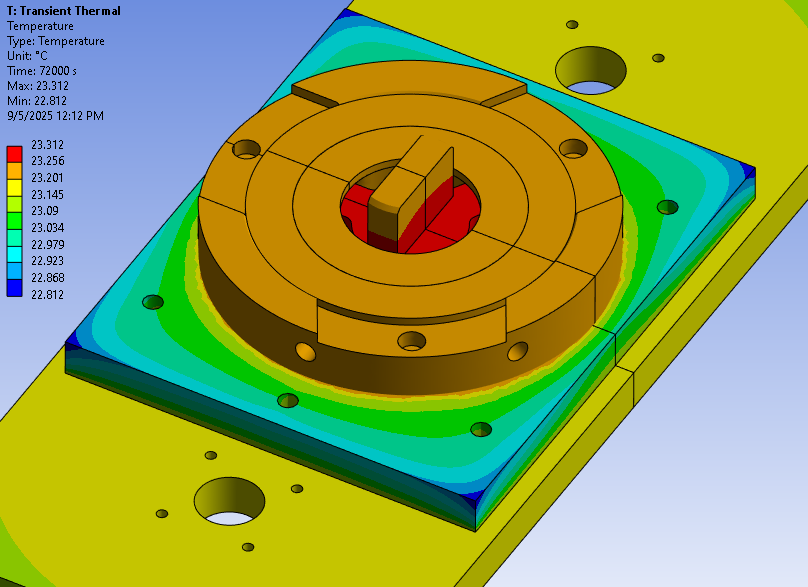 T: Transient Thermal
Temperature
Type: Temperature
Unit: °C
Time: 72000 s
Max: 23.312
Min: 22.812
9/5/2025 12:12 PM
23.312
23.256
23.201
23.145
23.09
23.034
22.979
22.923
22.868
22.812